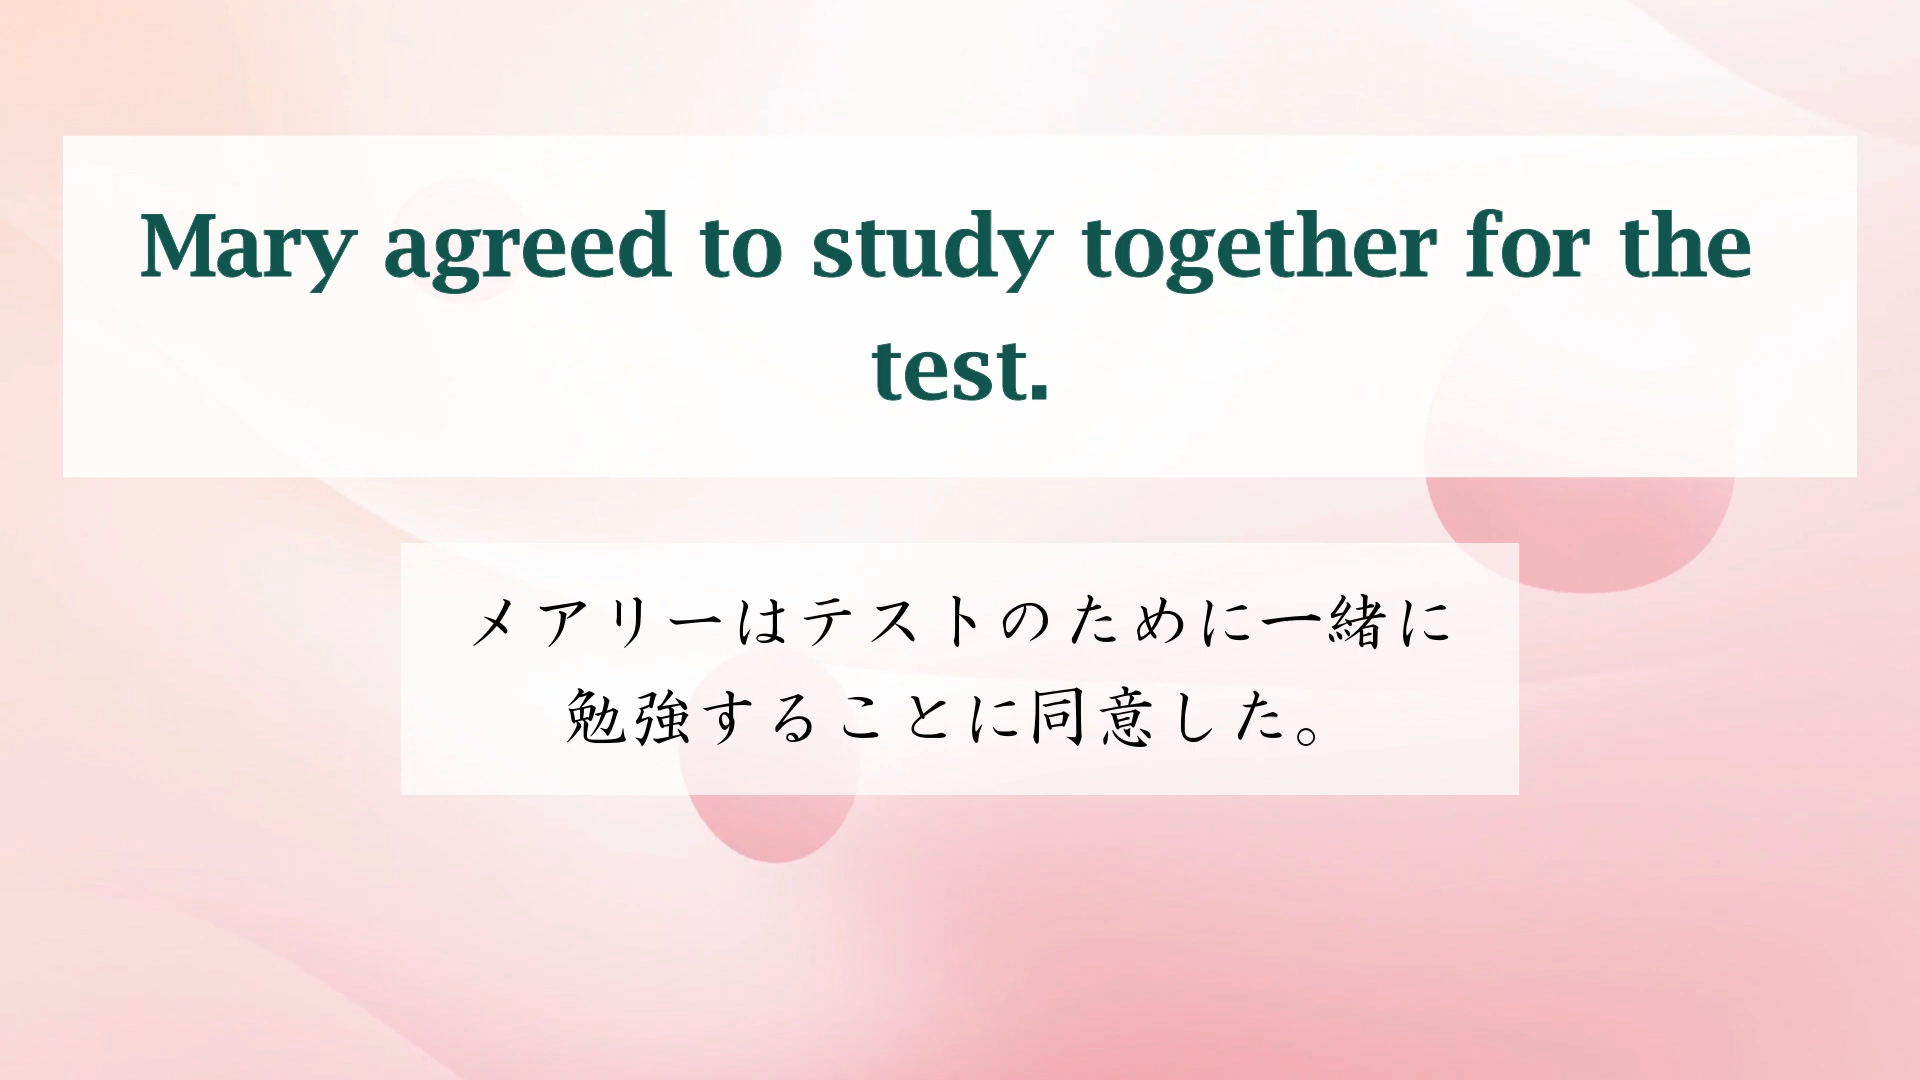 Mary agreed to study together for the
test.
メアリーはテストのために一緒に
勉強することに同意した。